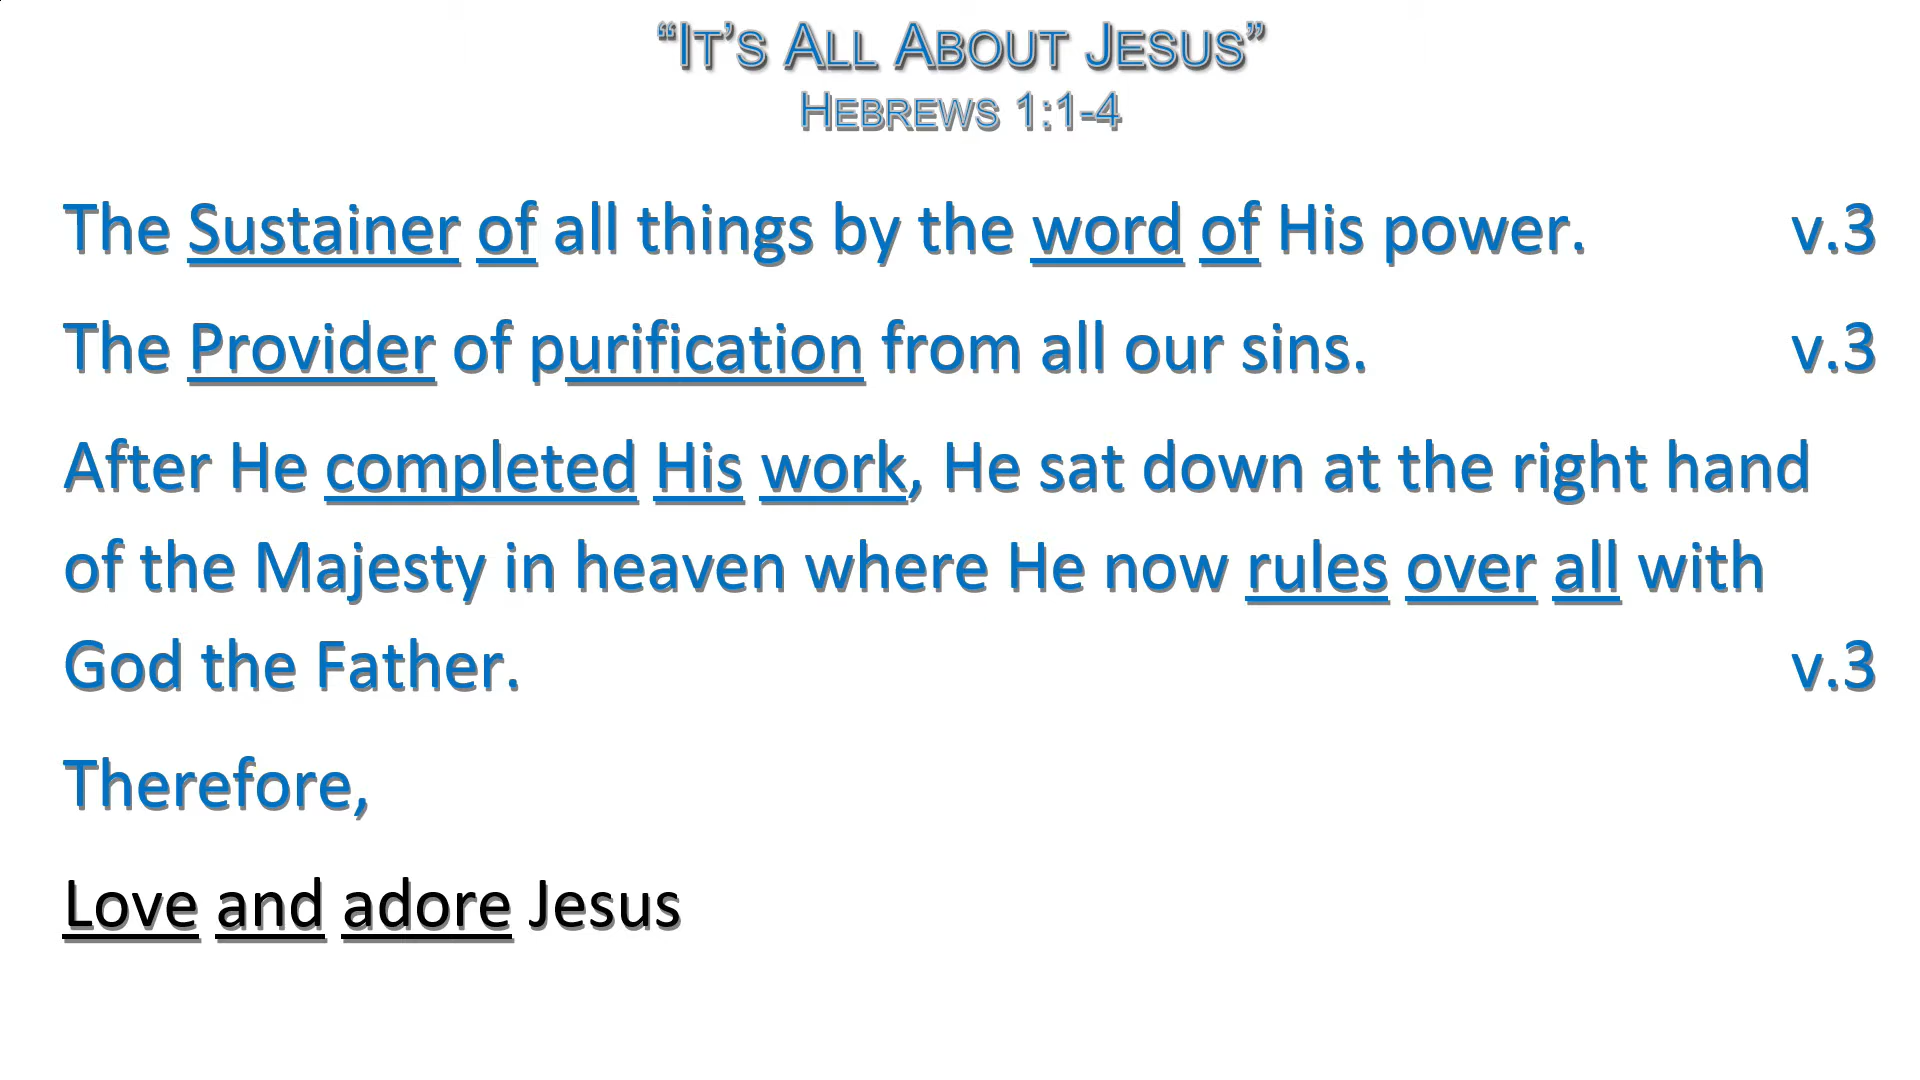 “IT’S ALL ABOUT JESUS”
HEBREWS 1:1-4
The Sustainer of all things by the word of His power. v.3
The Provider of purification from all our sins. v.3
After He completed His work, He sat down at the right hand
of the Majesty in heaven where He now rules over all with
God the Father. v.3
Therefore,
Love and adore Jesus